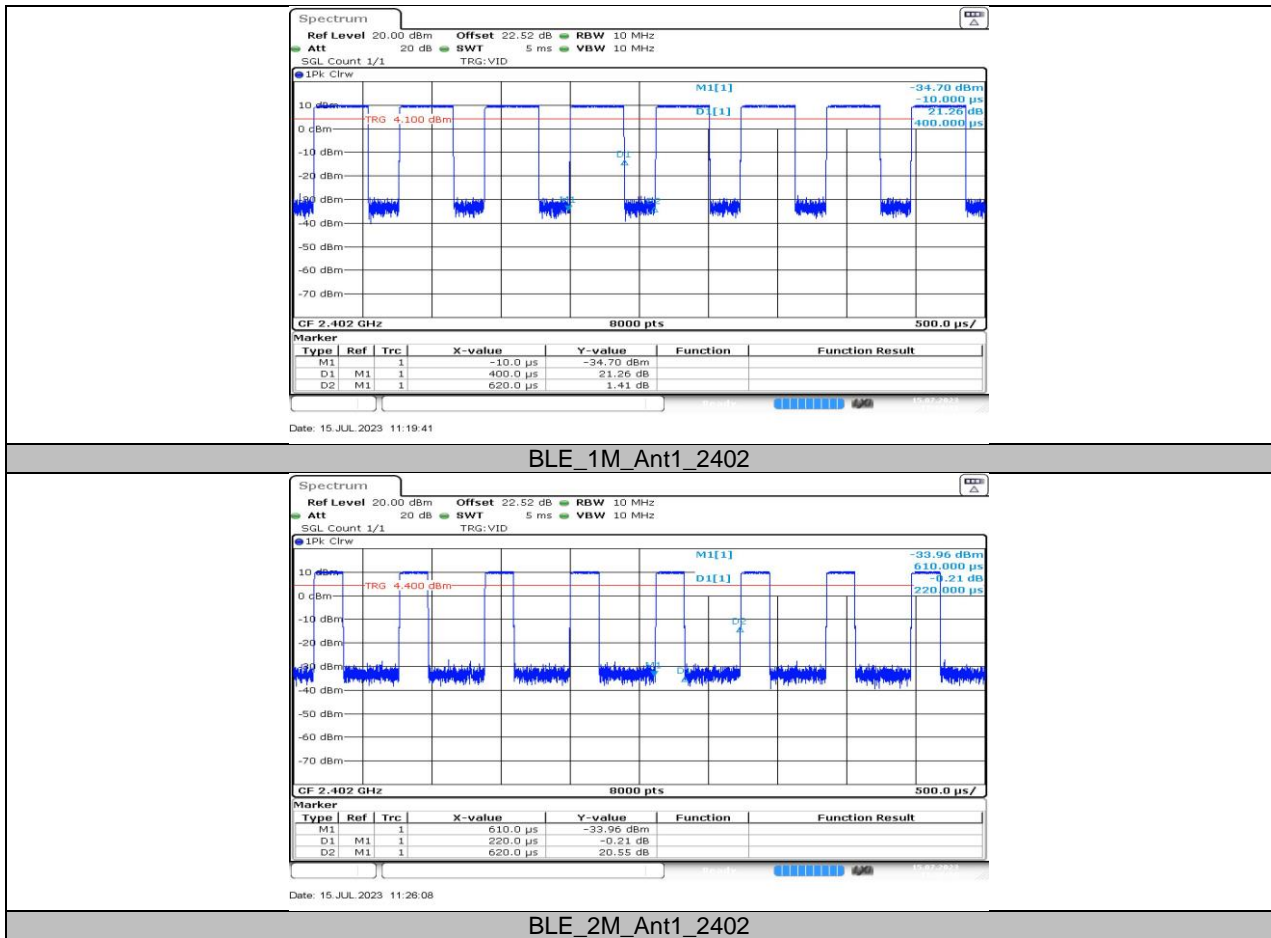 Spectrum
Ref Level 20.00 dBm Offset 22.52 dB RBW 10 MHz
Att 20 dB SWT 5 ms VBW 10 MHz
SGL Count 1/1 TRG:VID
1Pk Clrw
M1[1] -34.70 dBm
-10.000 µs
10 dBm
D1[1] 21.26 dB
TRG 4.100 dBm
400.000 µs
0 dBm
-10 dBm
D1
-20 dBm
-30 dBm
-40 dBm
-50 dBm
-60 dBm
-70 dBm
CF 2.402 GHz 8000 pts 500.0 µs/
Marker
Type Ref Trc X-value Y-value Function Function Result
M1 1 -10.0 µs -34.70 dBm
D1 M1 1 400.0 µs 21.26 dB
D2 M1 1 620.0 µs 1.41 dB
Date: 15.JUL.2023 11:19:41
BLE_1M_Ant1_2402
Spectrum
Ref Level 20.00 dBm Offset 22.52 dB RBW 10 MHz
Att 20 dB SWT 5 ms VBW 10 MHz
SGL Count 1/1 TRG:VID
1Pk Clrw
M1[1] -33.96 dBm
610.000 µs
10 dBm
D1[1] -0.21 dB
TRG 4.400 dBm
220.000 µs
0 dBm
-10 dBm
D2
-20 dBm
-30 dBm
M1
-40 dBm
-50 dBm
-60 dBm
-70 dBm
CF 2.402 GHz 8000 pts 500.0 µs/
Marker
Type Ref Trc X-value Y-value Function Function Result
M1 1 610.0 µs -33.96 dBm
D1 M1 1 220.0 µs -0.21 dB
D2 M1 1 620.0 µs 20.55 dB
Date: 15.JUL.2023 11:26:08
BLE_2M_Ant1_2402